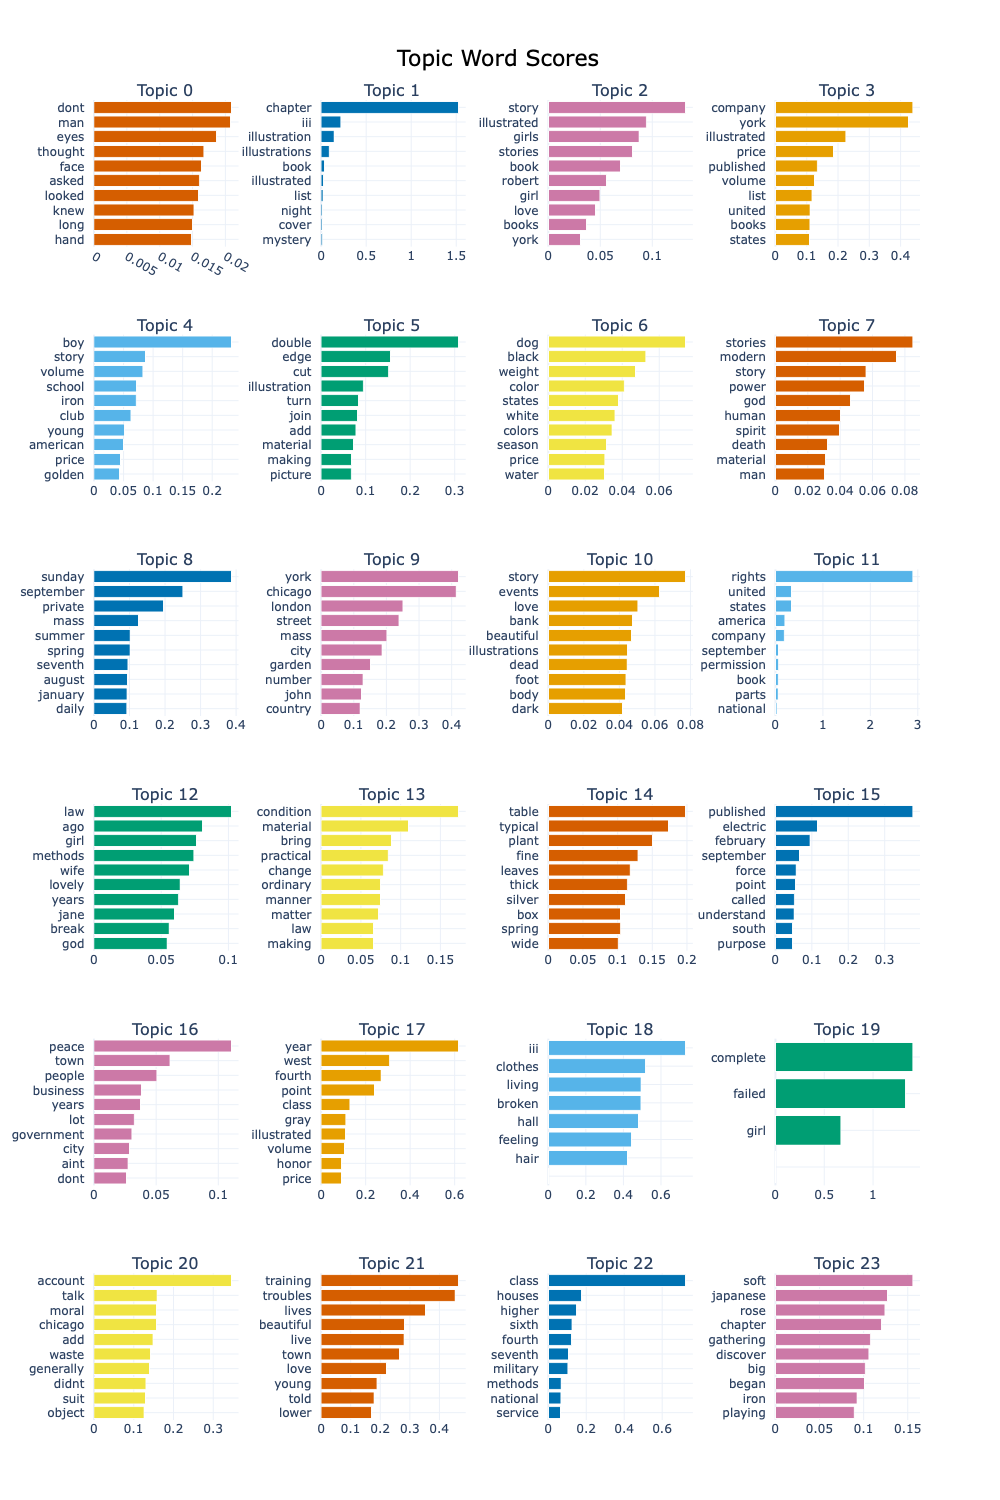 Topic Word Scores
Topic 0
dont
man
eyes
thought
face
asked
looked
knew
long
hand
0 0.005 0.01 0.015 0.02
Topic 1
chapter
iii
illustration
illustrations
book
illustrated
list
night
cover
mystery
0 0.5 1 1.5
Topic 2
story
illustrated
girls
stories
book
robert
girl
love
books
york
0 0.05 0.1
Topic 3
company
york
illustrated
price
published
volume
list
united
books
states
0 0.1 0.2 0.3 0.4
Topic 4
boy
story
volume
school
iron
club
young
american
price
golden
0 0.05 0.1 0.15 0.2
Topic 5
double
edge
cut
illustration
turn
join
add
material
making
picture
0 0.1 0.2 0.3
Topic 6
dog
black
weight
color
states
white
colors
season
price
water
0 0.02 0.04 0.06
Topic 7
stories
modern
story
power
god
human
spirit
death
material
man
0 0.02 0.04 0.06 0.08
Topic 8
sunday
september
private
mass
summer
spring
seventh
august
january
daily
0 0.1 0.2 0.3 0.4
Topic 9
york
chicago
london
street
mass
city
garden
number
john
country
0 0.1 0.2 0.3 0.4
Topic 10
story
events
love
bank
beautiful
illustrations
dead
foot
body
dark
0 0.02 0.04 0.06 0.08
Topic 11
rights
united
states
america
company
september
permission
book
parts
national
0 1 2 3
Topic 12
law
ago
girl
methods
wife
lovely
years
jane
break
god
0 0.05 0.1
Topic 13
condition
material
bring
practical
change
ordinary
manner
matter
law
making
0 0.05 0.1 0.15
Topic 14
table
typical
plant
fine
leaves
thick
silver
box
spring
wide
0 0.05 0.1 0.15 0.2
Topic 15
published
electric
february
september
force
point
called
understand
south
purpose
0 0.1 0.2 0.3
Topic 16
peace
town
people
business
years
lot
government
city
aint
dont
0 0.05 0.1
Topic 17
year
west
fourth
point
class
gray
illustrated
volume
honor
price
0 0.2 0.4 0.6
Topic 18
iii
clothes
living
broken
hall
feeling
hair
0 0.2 0.4 0.6
Topic 19
complete
failed
girl
0 0.5 1
Topic 20
account
talk
moral
chicago
add
waste
generally
didnt
suit
object
0 0.1 0.2 0.3
Topic 21
training
troubles
lives
beautiful
live
town
love
young
told
lower
0 0.1 0.2 0.3 0.4
Topic 22
class
houses
higher
sixth
fourth
seventh
military
methods
national
service
0 0.2 0.4 0.6
Topic 23
soft
japanese
rose
chapter
gathering
discover
big
began
iron
playing
0 0.05 0.1 0.15